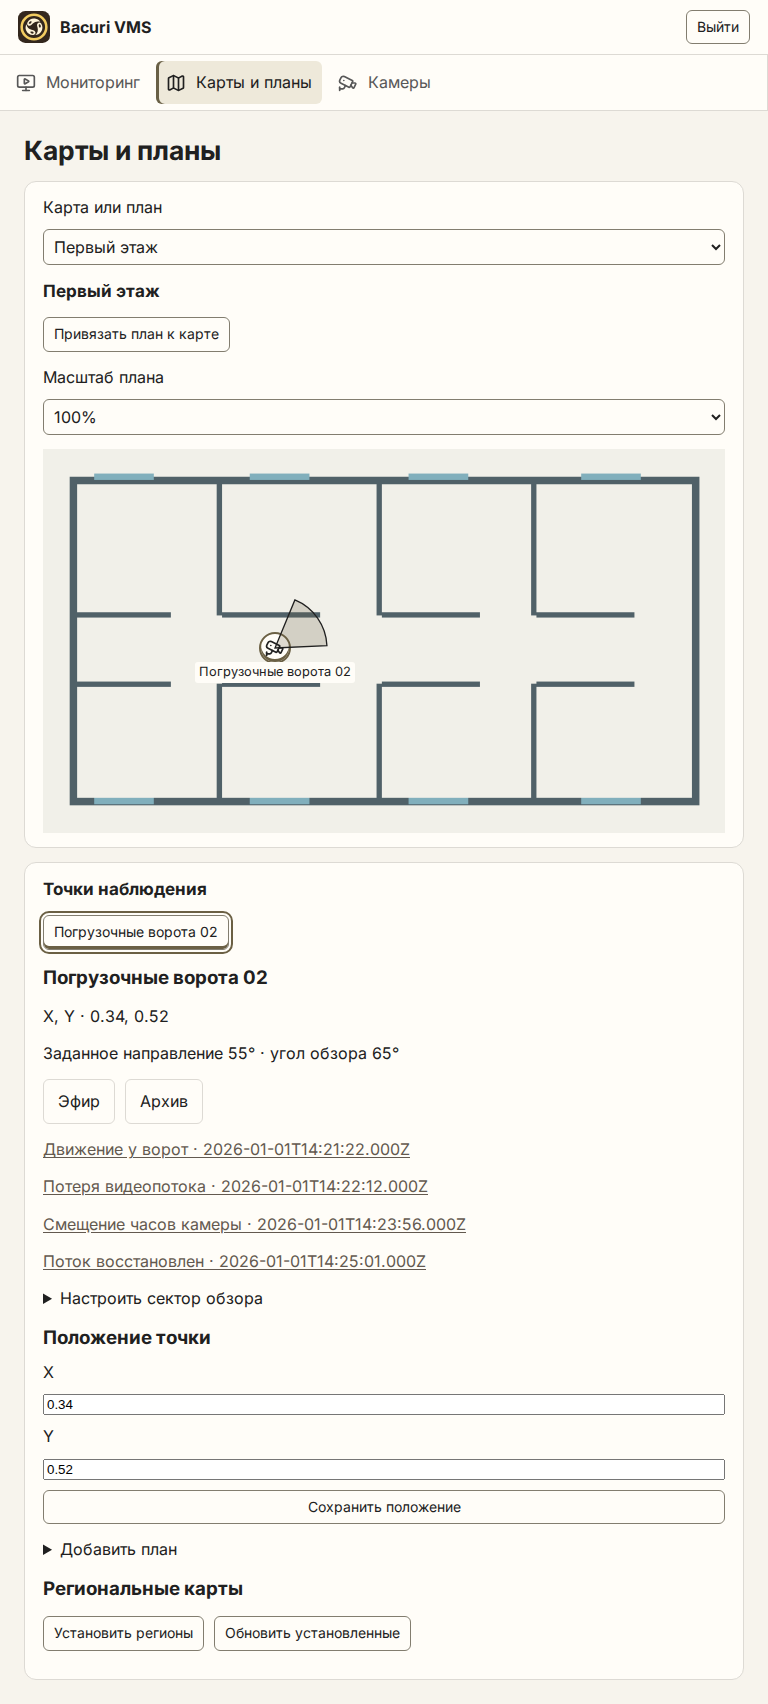 Bacuri VMS
Выйти
Мониторинг
Карты и планы
Камеры
Карты и планы
Карта или план
Первый этаж
Первый этаж
Привязать план к карте
Масштаб плана
100%
Погрузочные ворота 02
Точки наблюдения
Погрузочные ворота 02
Погрузочные ворота 02
X, Y · 0.34, 0.52
Заданное направление 55° · угол обзора 65°
Эфир
Архив
Движение у ворот · 2026-01-01T14:21:22.000Z
Потеря видеопотока · 2026-01-01T14:22:12.000Z
Смещение часов камеры · 2026-01-01T14:23:56.000Z
Поток восстановлен · 2026-01-01T14:25:01.000Z
Настроить сектор обзора
Положение точки
X
0.34
Y
0.52
Сохранить положение
Добавить план
Региональные карты
Установить регионы
Обновить установленные